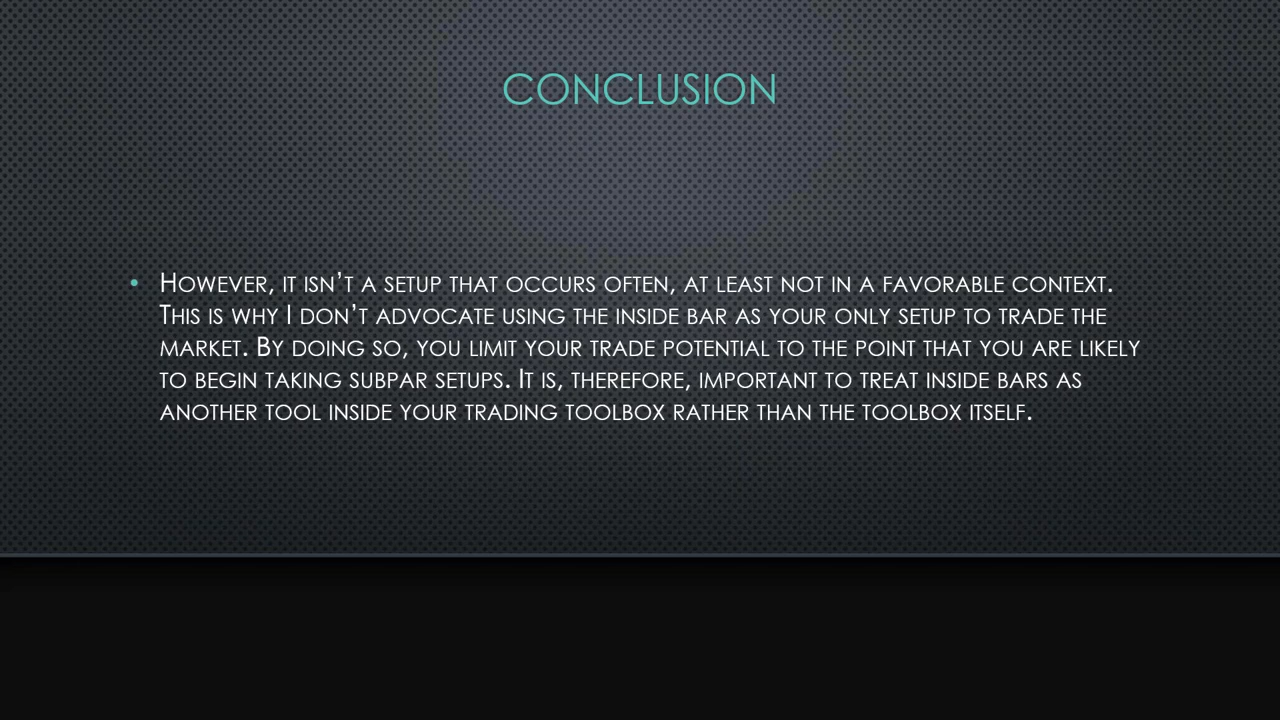 CONCLUSION
• However, it isn’t a setup that occurs often, at least not in a favorable context.
This is why I don’t advocate using the inside bar as your only setup to trade the
market. By doing so, you limit your trade potential to the point that you are likely
to begin taking subpar setups. It is, therefore, important to treat inside bars as
another tool inside your trading toolbox rather than the toolbox itself.